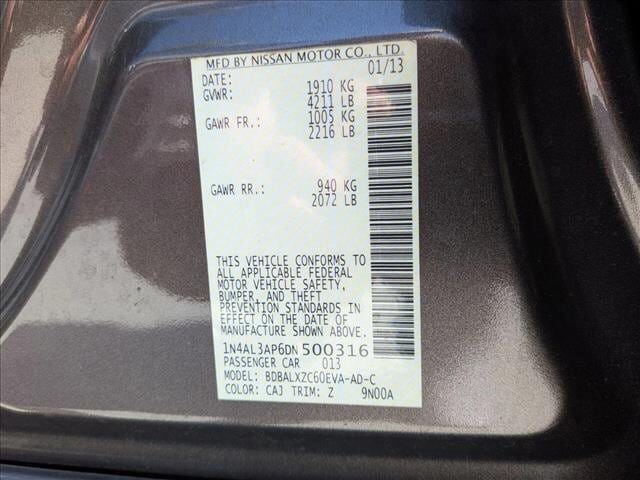 MFD BY NISSAN MOTOR CO., LTD.
DATE: 01/13
GVWR: 1910 KG
4211 LB
GAWR FR.: 1005 KG
2216 LB
GAWR RR.: 940 KG
2072 LB
THIS VEHICLE CONFORMS TO
ALL APPLICABLE FEDERAL
MOTOR VEHICLE SAFETY,
BUMPER, AND THEFT
PREVENTION STANDARDS IN
EFFECT ON THE DATE OF
MANUFACTURE SHOWN ABOVE.
1N4AL3AP6DN500316
PASSENGER CAR 013
MODEL: BDBALXZC60EVA-AD-C
COLOR: CAJ TRIM: Z 9N00A